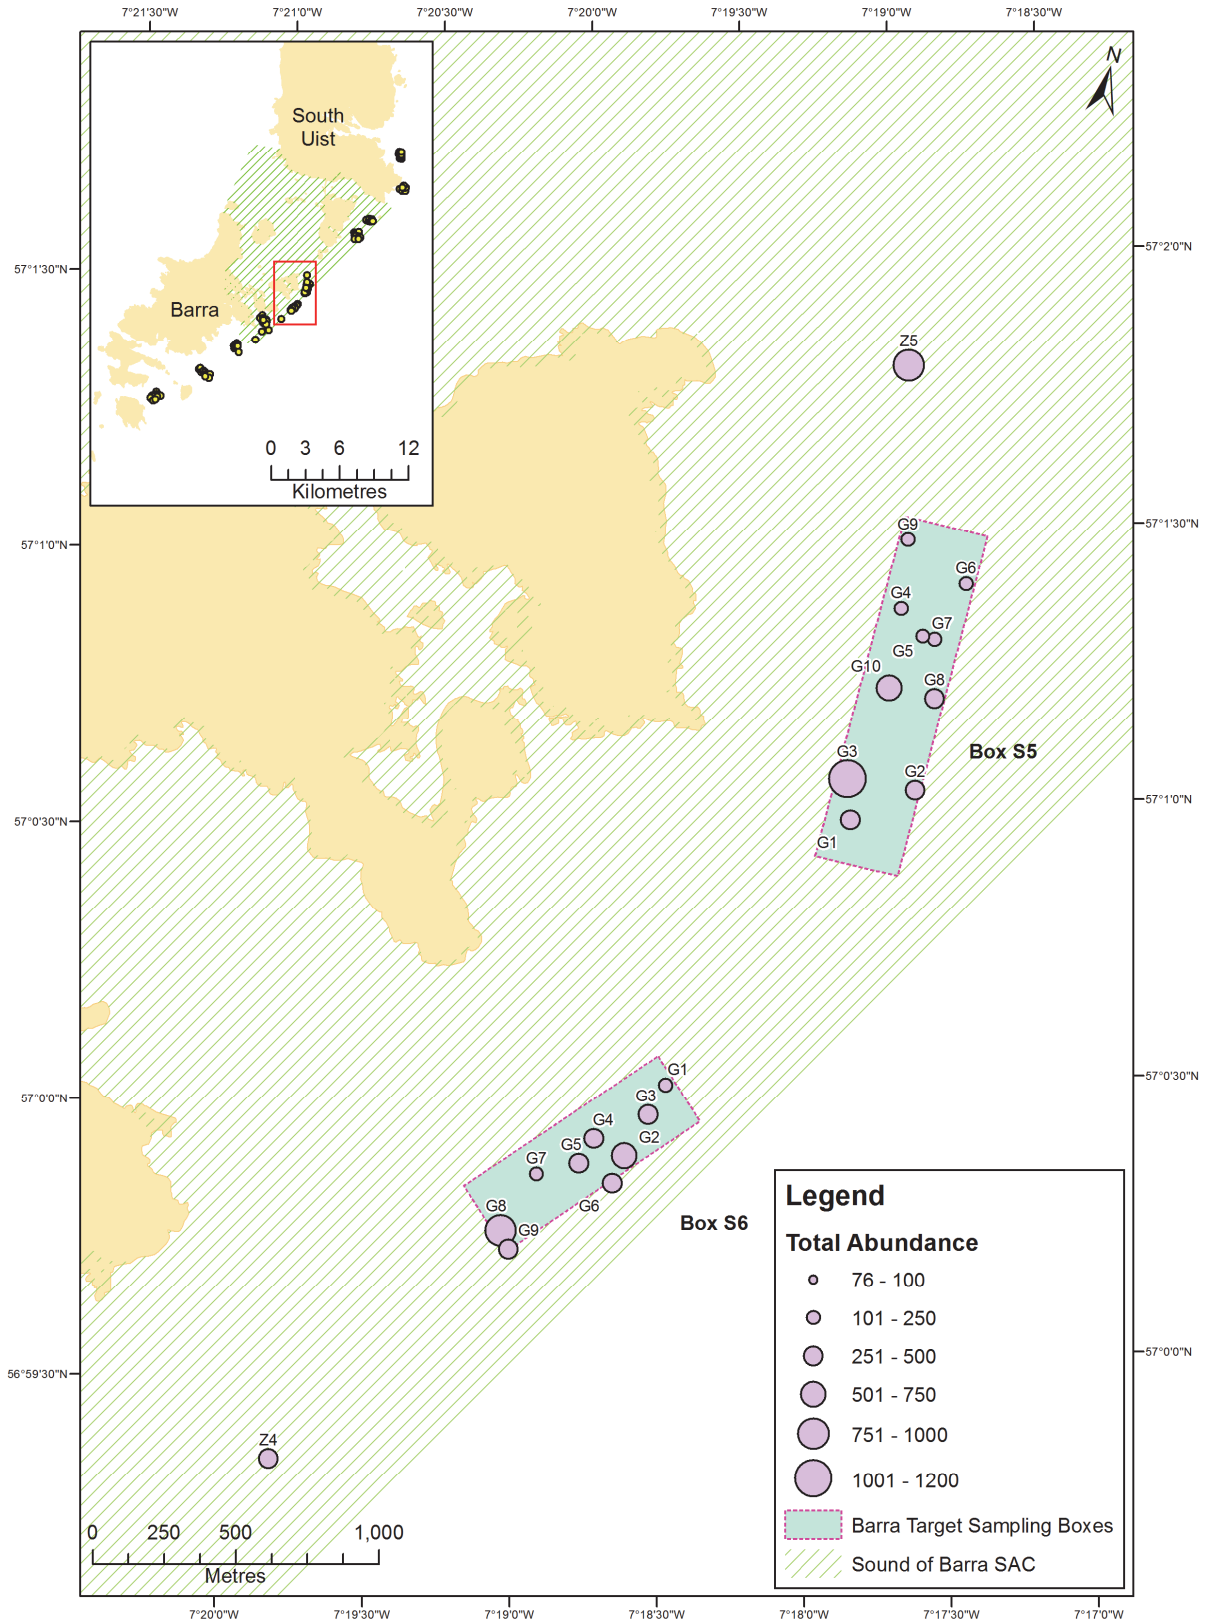 7°21'30"W
7°21'0"W
7°20'30"W
7°20'0"W
7°19'30"W
7°19'0"W
7°18'30"W
N
South
Uist
Barra
0 3 6 12
Kilometres
57°1'30"N
57°1'0"N
57°0'30"N
57°0'0"N
56°59'30"N
57°2'0"N
57°1'30"N
57°1'0"N
57°0'30"N
57°0'0"N
Z5
G9
G6
G4
G7
G5
G10
G8
Box S5
G3
G2
G1
G1
G3
G4
G2
G5
G7
G6
G8
G9
Box S6
Z4
0 250 500 1,000
Metres
Legend
Total Abundance
76 - 100
101 - 250
251 - 500
501 - 750
751 - 1000
1001 - 1200
Barra Target Sampling Boxes
Sound of Barra SAC
7°20'0"W
7°19'30"W
7°19'0"W
7°18'30"W
7°18'0"W
7°17'30"W
7°17'0"W